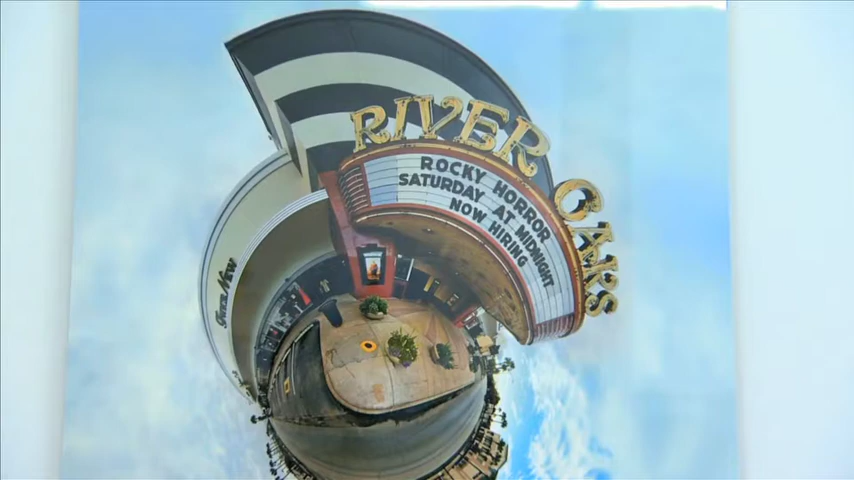 RIVER OAKS
ROCKY HORROR
SATURDAY AT MIDNIGHT
NOW HIRING